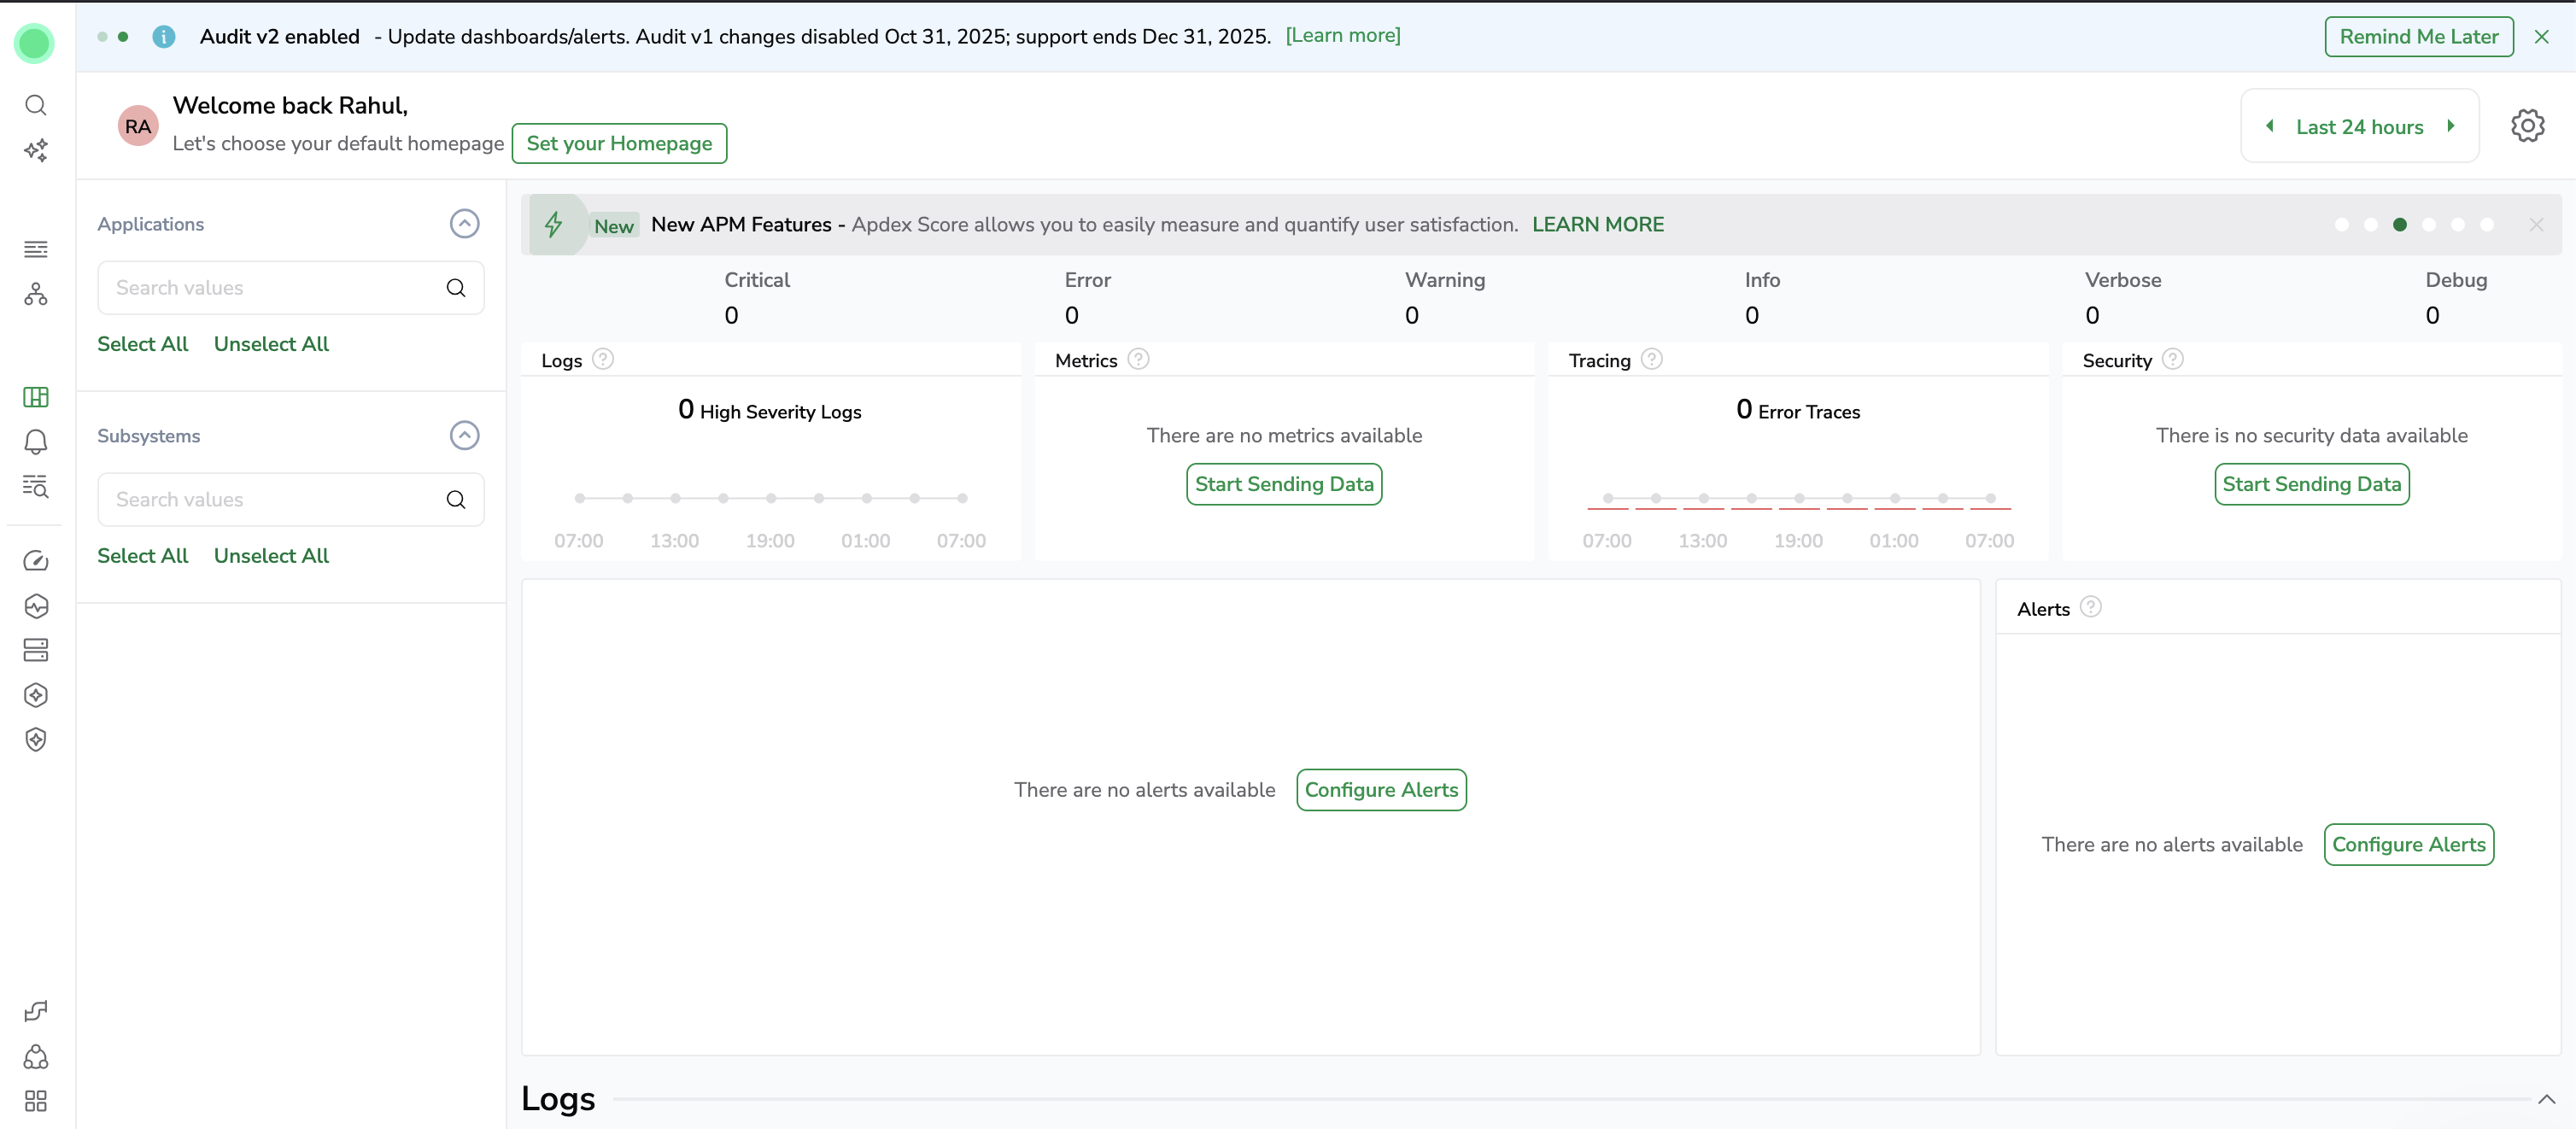 Audit v2 enabled - Update dashboards/alerts. Audit v1 changes disabled Oct 31, 2025; support ends Dec 31, 2025. [Learn more]
Remind Me Later
RA
Welcome back Rahul,
Let's choose your default homepage
Set your Homepage
Last 24 hours
Applications
Search values
Select All Unselect All
Subsystems
Search values
Select All Unselect All
New
New APM Features - Apdex Score allows you to easily measure and quantify user satisfaction. LEARN MORE
Critical Error Warning Info Verbose Debug
0 0 0 0 0 0
Logs
0 High Severity Logs
07:00 13:00 19:00 01:00 07:00
Metrics
There are no metrics available
Start Sending Data
Tracing
0 Error Traces
07:00 13:00 19:00 01:00 07:00
Security
There is no security data available
Start Sending Data
There are no alerts available
Configure Alerts
Alerts
There are no alerts available
Configure Alerts
Logs